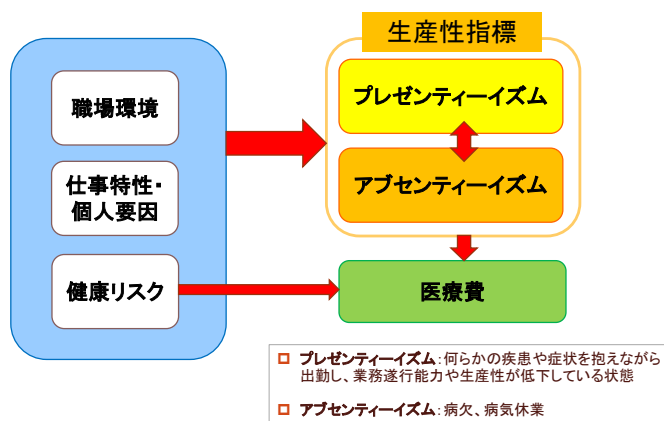 生産性指標
職場環境
プレゼンティーイズム
仕事特性・
個人要因
アブセンティーイズム
健康リスク
医療費
プレゼンティーイズム：何らかの疾患や症状を抱えながら
出勤し、業務遂行能力や生産性が低下している状態
アブセンティーイズム：病欠、病気休業